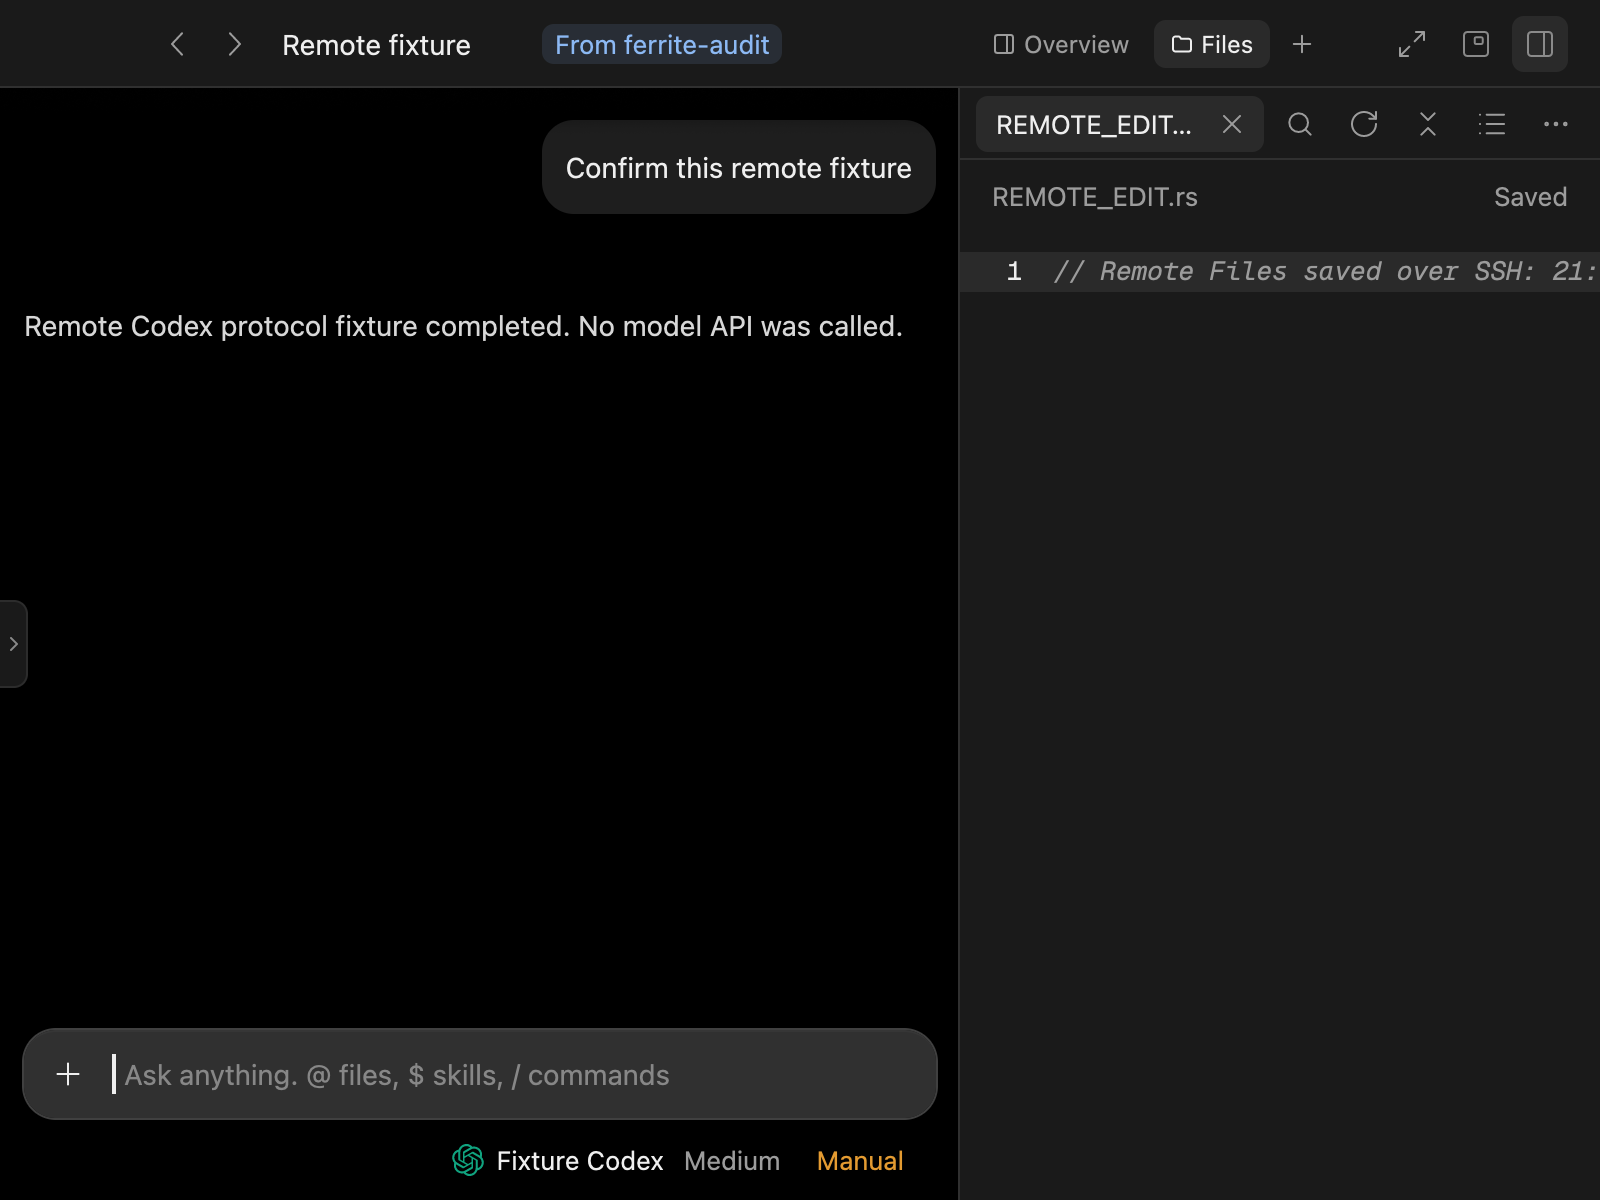 Remote fixture
From ferrite-audit
Overview
Files
Confirm this remote fixture
Remote Codex protocol fixture completed. No model API was called.
Ask anything. @ files, $ skills, / commands
Fixture Codex
Medium
Manual
REMOTE_EDIT...
REMOTE_EDIT.rs
Saved
1 // Remote Files saved over SSH: 21: